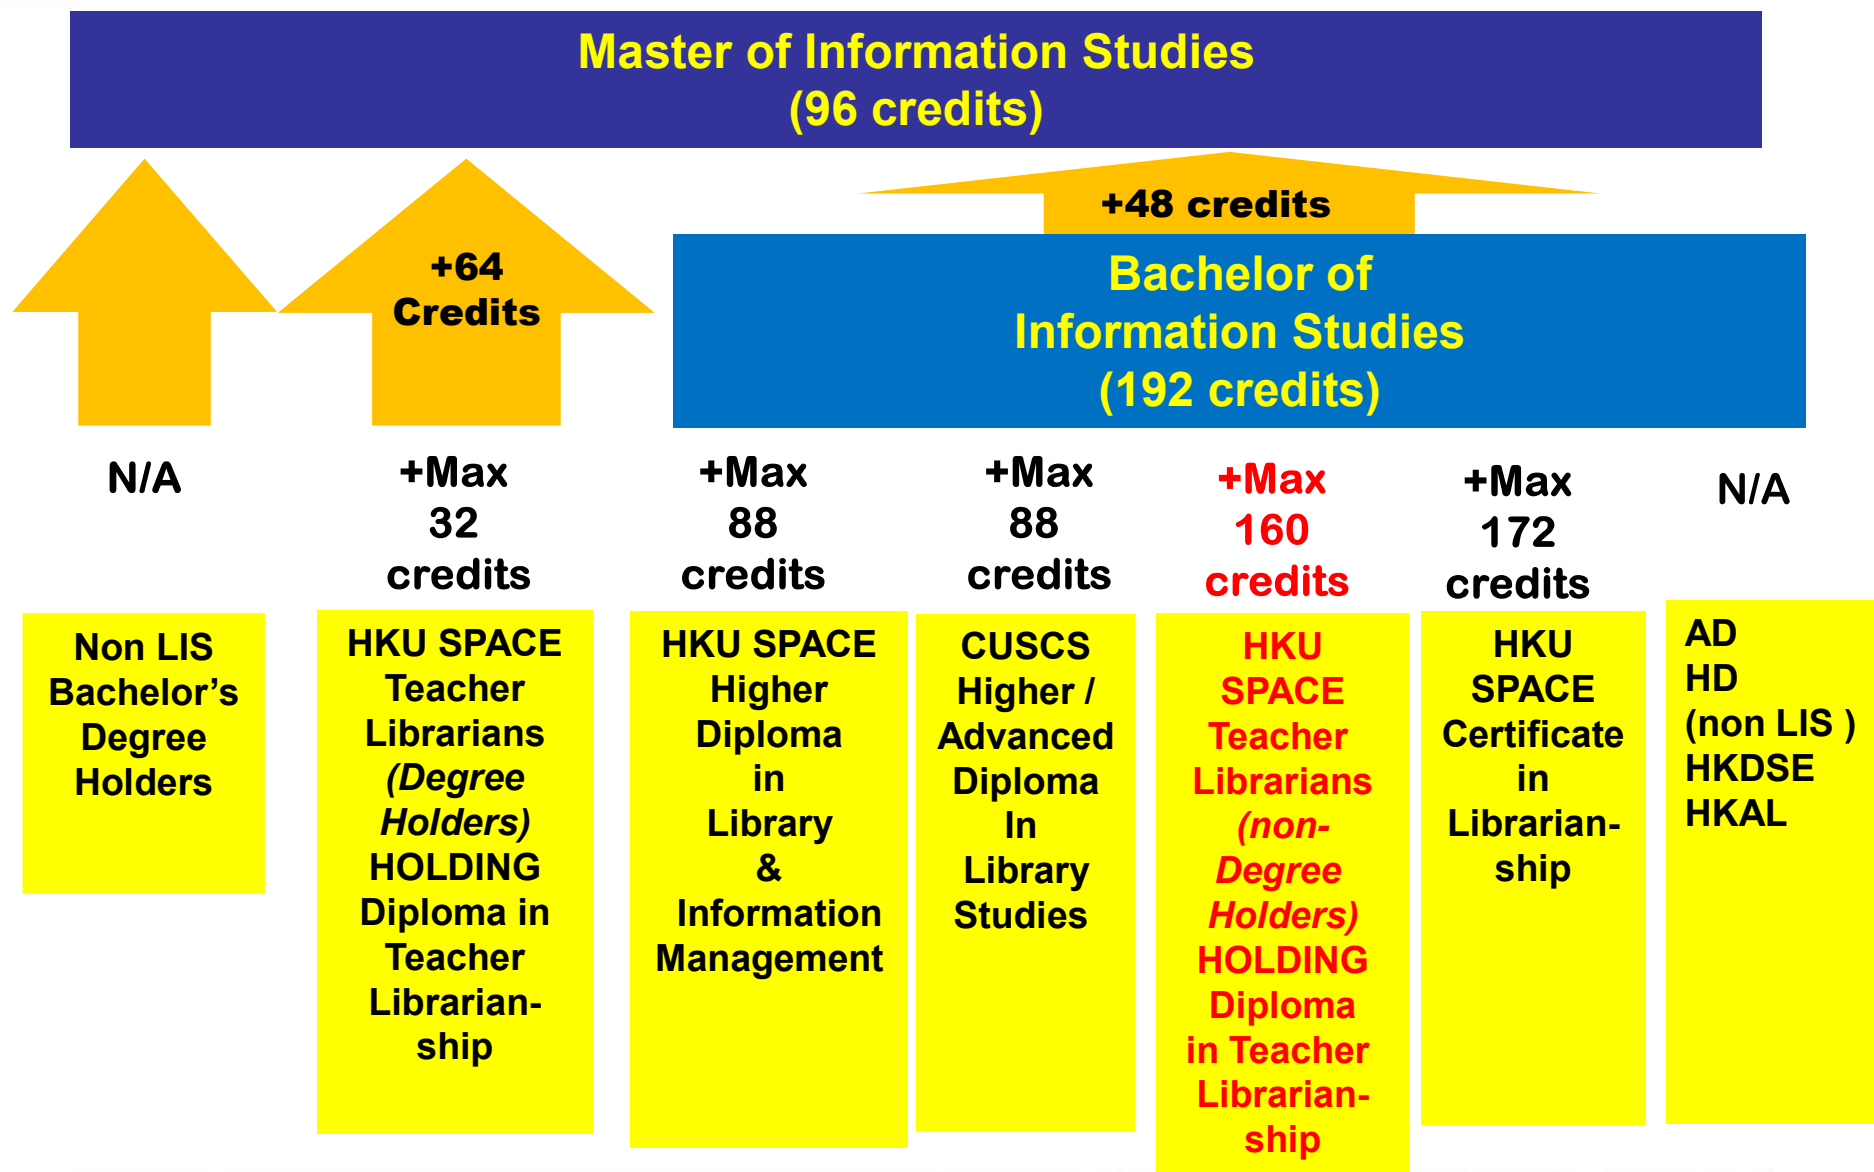 Master of Information Studies
(96 credits)
+48 credits
+64
Credits
Bachelor of
Information Studies
(192 credits)
N/A
+Max
32
credits
+Max
88
credits
+Max
88
credits
+Max
160
credits
+Max
172
credits
N/A
Non LIS
Bachelor’s
Degree
Holders
HKU SPACE
Teacher
Librarians
(Degree
Holders)
HOLDING
Diploma in
Teacher
Librarian-
ship
HKU SPACE
Higher
Diploma
in
Library
&
Information
Management
CUSCS
Higher /
Advanced
Diploma
In
Library
Studies
HKU
SPACE
Teacher
Librarians
(non-
Degree
Holders)
HOLDING
Diploma
in Teacher
Librarian-
ship
HKU
SPACE
Certificate
in
Librarian-
ship
AD
HD
(non LIS )
HKDSE
HKAL